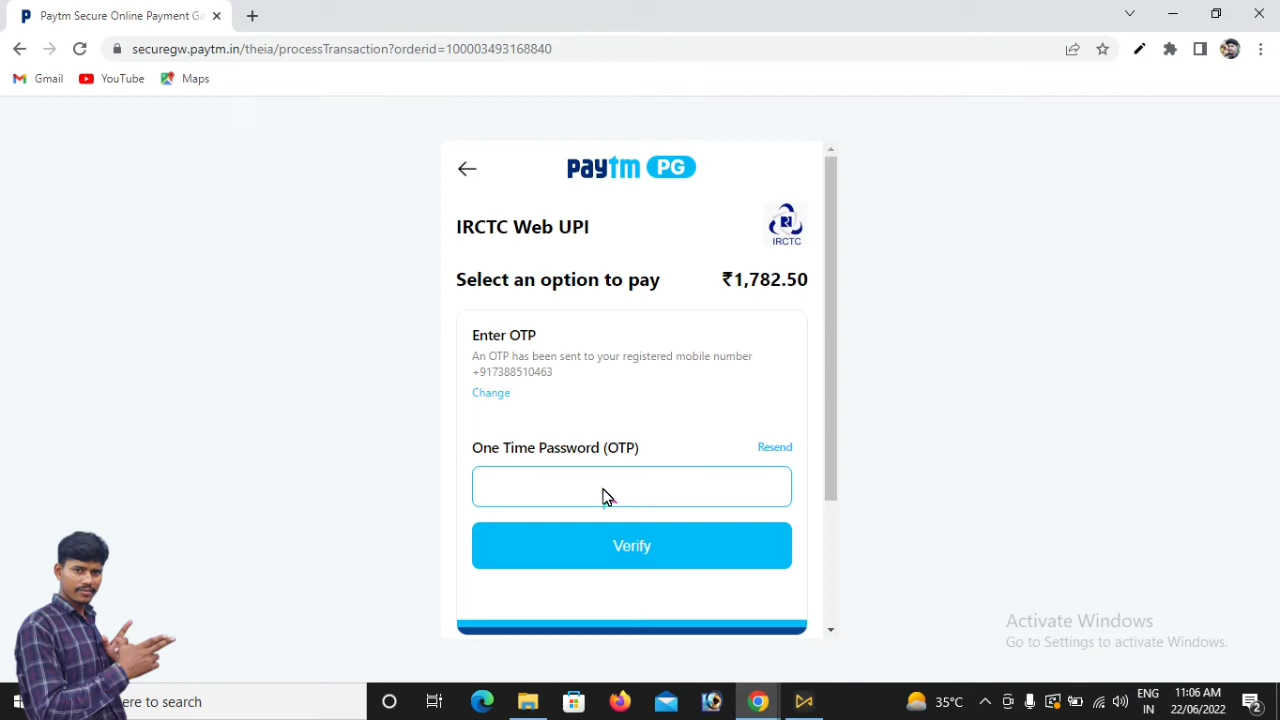 Paytm Secure Online Payment Ga
securegw.paytm.in/theia/processTransaction?orderid=100003493168840
Gmail YouTube Maps
paytm PG
IRCTC Web UPI
IRCTC
Select an option to pay ₹1,782.50
Enter OTP
An OTP has been sent to your registered mobile number
+917388510463
Change
One Time Password (OTP) Resend
Verify
Activate Windows
Go to Settings to activate Windows.
ere to search
35°C
ENG
IN
11:06 AM
22/06/2022
2